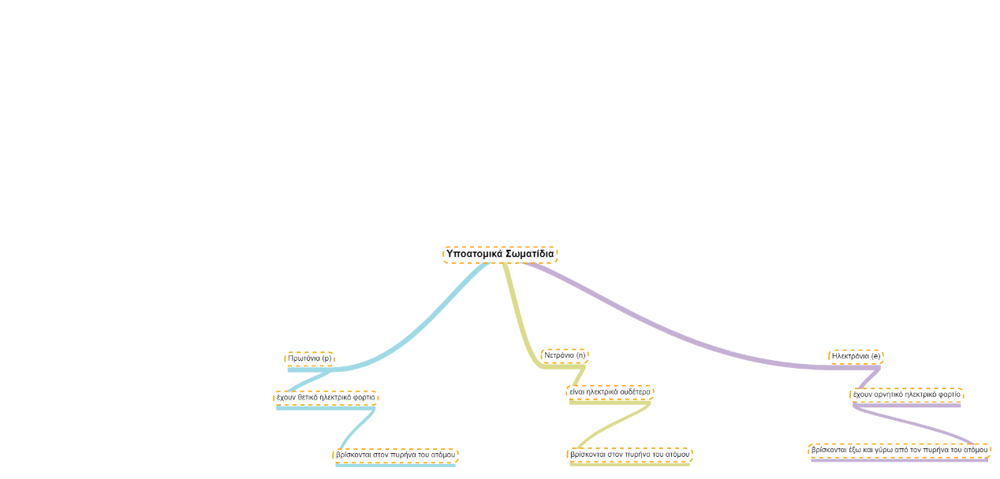 Υποατομικά Σωματίδια
Πρωτόνια (p)
Νετρόνια (n)
Ηλεκτρόνια (e)
έχουν θετικό ηλεκτρικό φορτιο
είναι ηλεκτρικά ουδέτερα
έχουν αρνητικό ηλεκτρικό φορτίο
βρίσκονται στον πυρήνα του ατόμου
βρίσκονται στον πυρήνα του ατόμου
βρίσκονται έξω και γύρω από τον πυρήνα του ατόμου